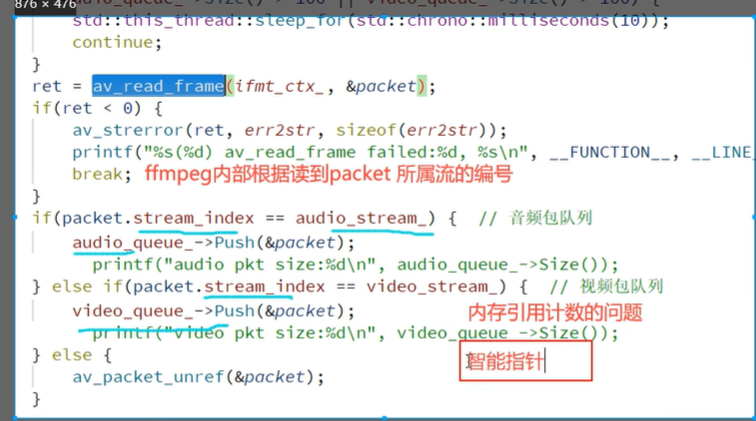 876 × 476
audio_queue_->Size() > 100 || video_queue_->Size() > 100) {
std::this_thread::sleep_for(std::chrono::milliseconds(10));
continue;
}
ret = av_read_frame(ifmt_ctx_, &packet);
if(ret < 0) {
av_strerror(ret, err2str, sizeof(err2str));
printf("%s(%d) av_read_frame failed:%d, %s\n", __FUNCTION__, __LINE_
break; ffmpeg内部根据读到packet 所属流的编号
}
if(packet.stream_index == audio_stream_) { // 音频包队列
audio_queue_->Push(&packet);
printf("audio pkt size:%d\n", audio_queue_->Size());
} else if(packet.stream_index == video_stream_) { // 视频包队列
video_queue_->Push(&packet); 内存引用计数的问题
printf("video pkt size:%d\n", video_queue_->Size());
} else { 智能指针
av_packet_unref(&packet);
}